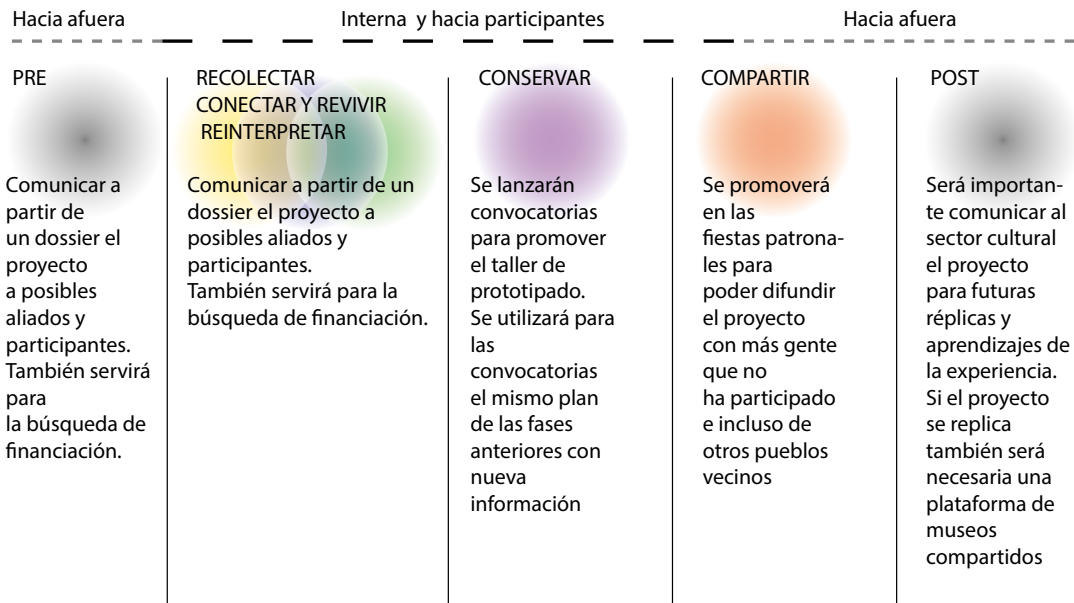 Hacia afuera
Interna y hacia participantes
Hacia afuera
PRE
Comunicar a
partir de
un dossier el
proyecto
a posibles
aliados y
participantes.
También servirá
para
la búsqueda de
financiación.
RECOLECTAR
CONECTAR Y REVIVIR
REINTERPRETAR
Comunicar a partir de un
dossier el proyecto a
posibles aliados y
participantes.
También servirá para la
búsqueda de financiación.
CONSERVAR
Se lanzarán
convocatorias
para promover
el taller de
prototipado.
Se utilizará para
las
convocatorias
el mismo plan
de las fases
anteriores con
nueva
información
COMPARTIR
Se promoverá
en las
fiestas patrona-
les para
poder difundir
el proyecto
con más gente
que no
ha participado
e incluso de
otros pueblos
vecinos
POST
Será importan-
te comunicar al
sector cultural
el proyecto
para futuras
réplicas y
aprendizajes de
la experiencia.
Si el proyecto
se replica
también será
necesaria una
plataforma de
museos
compartidos